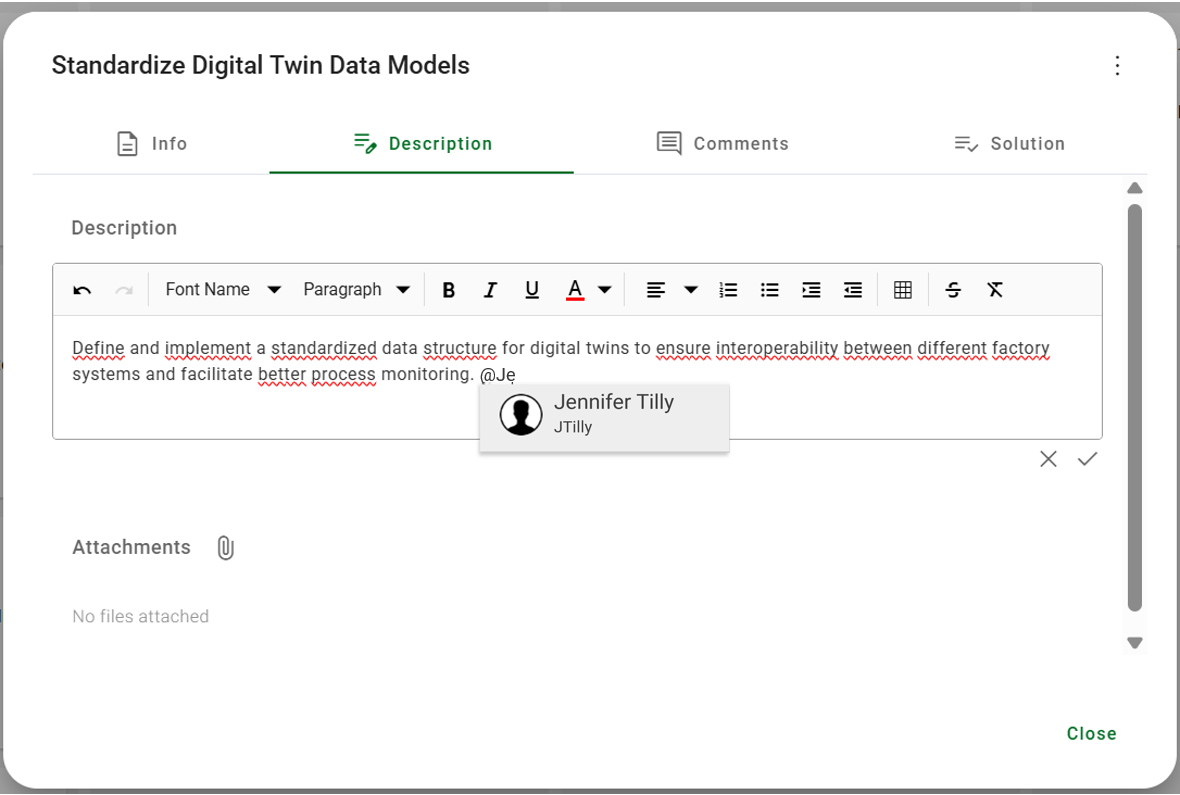 Standardize Digital Twin Data Models
Info
Description
Comments
Solution
Description
Font Name
Paragraph
B I U A S
Define and implement a standardized data structure for digital twins to ensure interoperability between different factory
systems and facilitate better process monitoring. @Je
Jennifer Tilly
JTilly
Attachments
No files attached
Close